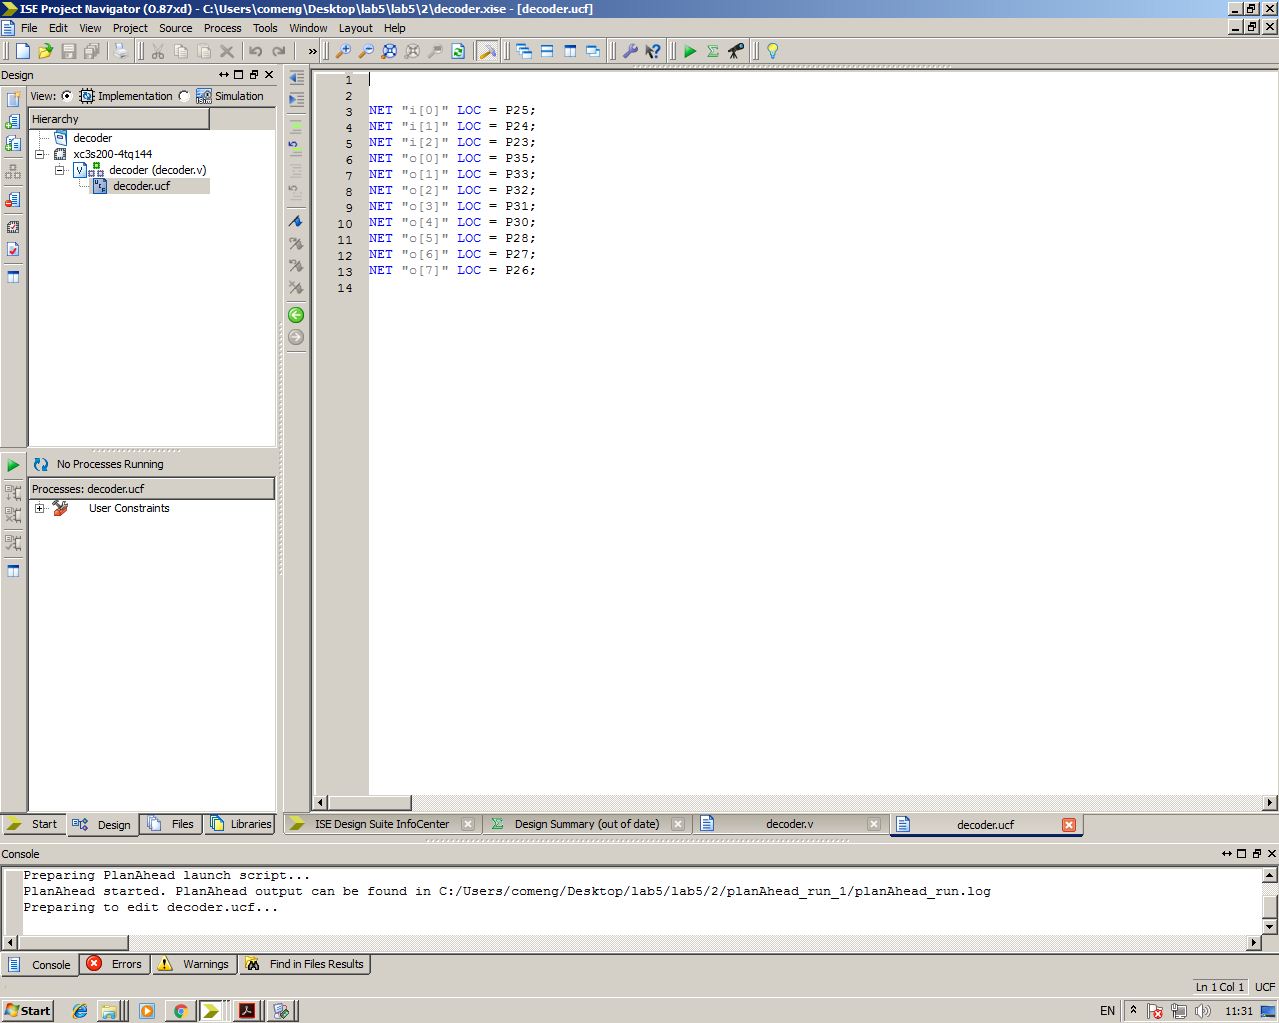 ISE Project Navigator (0.87xd) - C:\Users\comeng\Desktop\lab5\lab5\2\decoder.xise - [decoder.ucf]
File Edit View Project Source Process Tools Window Layout Help
Design
View: Implementation Simulation
Hierarchy
decoder
xc3s200-4tq144
decoder (decoder.v)
decoder.ucf
No Processes Running
Processes: decoder.ucf
User Constraints
Start Design Files Libraries
1
2
3 NET "i[0]" LOC = P25;
4 NET "i[1]" LOC = P24;
5 NET "i[2]" LOC = P23;
6 NET "o[0]" LOC = P35;
7 NET "o[1]" LOC = P33;
8 NET "o[2]" LOC = P32;
9 NET "o[3]" LOC = P31;
10 NET "o[4]" LOC = P30;
11 NET "o[5]" LOC = P28;
12 NET "o[6]" LOC = P27;
13 NET "o[7]" LOC = P26;
14
ISE Design Suite InfoCenter Design Summary (out of date) decoder.v decoder.ucf
Console
Preparing PlanAhead launch script...
PlanAhead started. PlanAhead output can be found in C:/Users/comeng/Desktop/lab5/lab5/2/planAhead_run_1/planAhead_run.log
Preparing to edit decoder.ucf...
Console Errors Warnings Find in Files Results
Ln 1 Col 1 UCF
Start EN 11:31